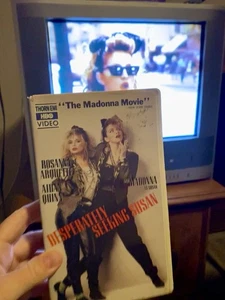 THORN EMI
HBO
VIDEO
"The Madonna Movie"
ROSANNA
ARQUETTE
AIDAN
QUINN
MADONNA
DESPERATELY
SEEKING SUSAN